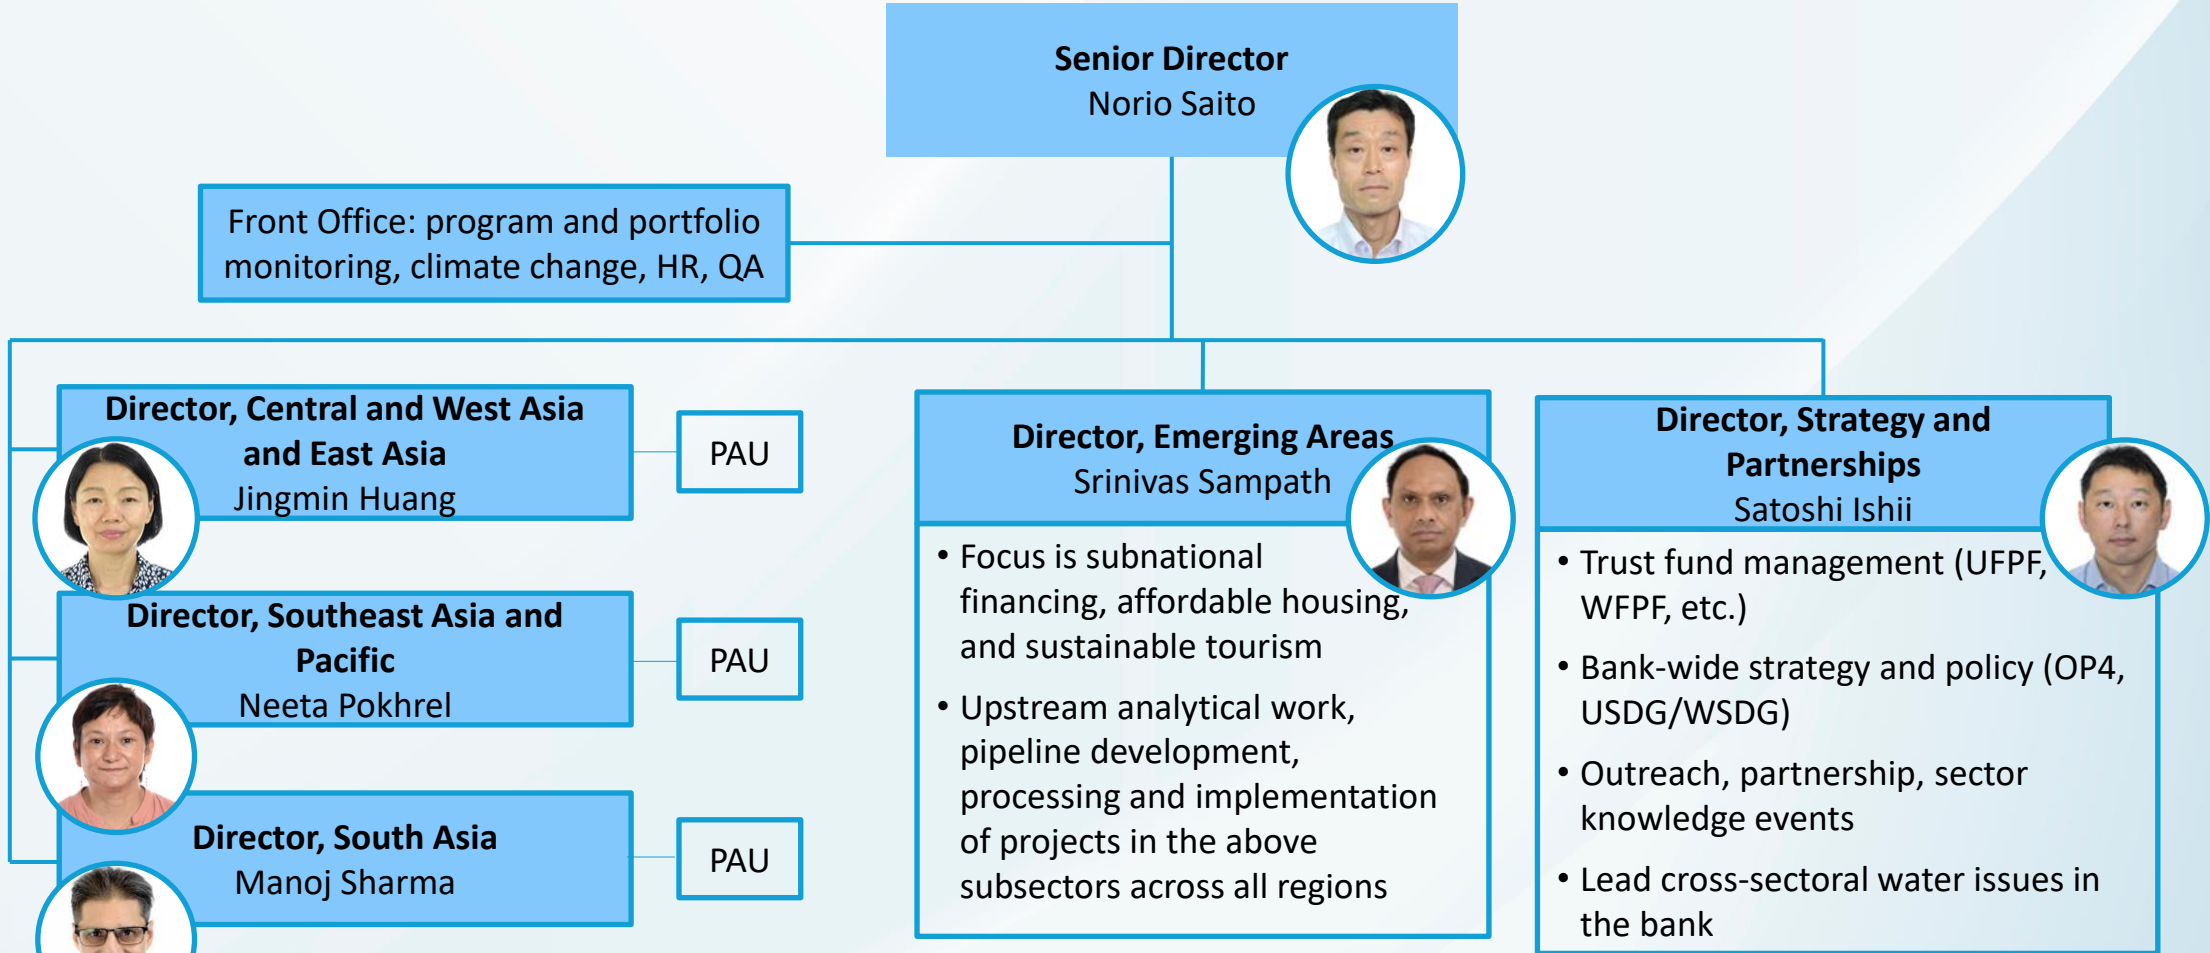 Senior Director
Norio Saito
Front Office: program and portfolio
monitoring, climate change, HR, QA
Director, Central and West Asia
and East Asia
Jingmin Huang
PAU
Director, Southeast Asia and
Pacific
Neeta Pokhrel
PAU
Director, South Asia
Manoj Sharma
PAU
Director, Emerging Areas
Srinivas Sampath
• Focus is subnational
financing, affordable housing,
and sustainable tourism
• Upstream analytical work,
pipeline development,
processing and implementation
of projects in the above
subsectors across all regions
Director, Strategy and
Partnerships
Satoshi Ishii
• Trust fund management (UFPF,
WFPF, etc.)
• Bank-wide strategy and policy (OP4,
USDG/WSDG)
• Outreach, partnership, sector
knowledge events
• Lead cross-sectoral water issues in
the bank